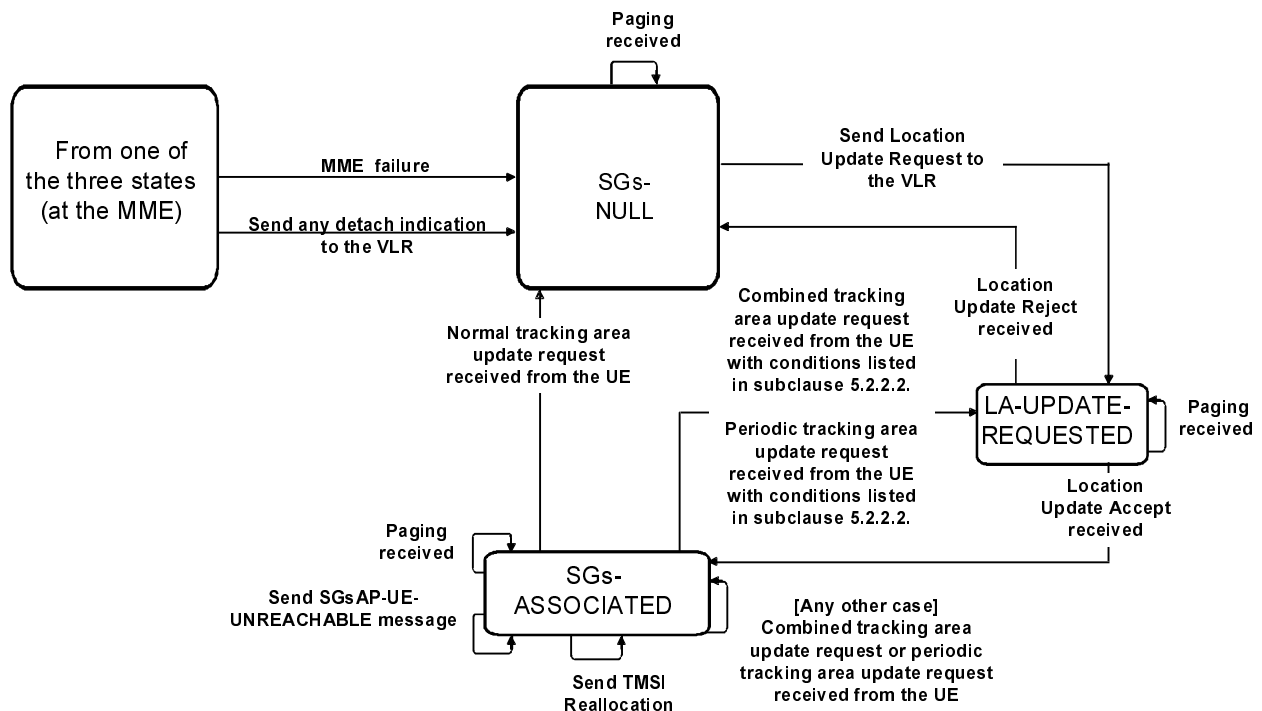 Paging
received
From one of
the three states
(at the MME)
MME failure
Send any detach indication
to the VLR
SGs-
NULL
Send Location
Update Request to
the VLR
Location
Update Reject
received
Normal tracking area
update request
received from the UE
Combined tracking
area update request
received from the UE
with conditions listed
in subclause 5.2.2.2.
Periodic tracking area
update request
received from the UE
with conditions listed
in subclause 5.2.2.2.
LA-UPDATE-
REQUESTED
Paging
received
Location
Update Accept
received
Paging
received
Send SGsAP-UE-
UNREACHABLE message
SGs-
ASSOCIATED
Send TMSI
Reallocation
[Any other case]
Combined tracking area
update request or periodic
tracking area update request
received from the UE